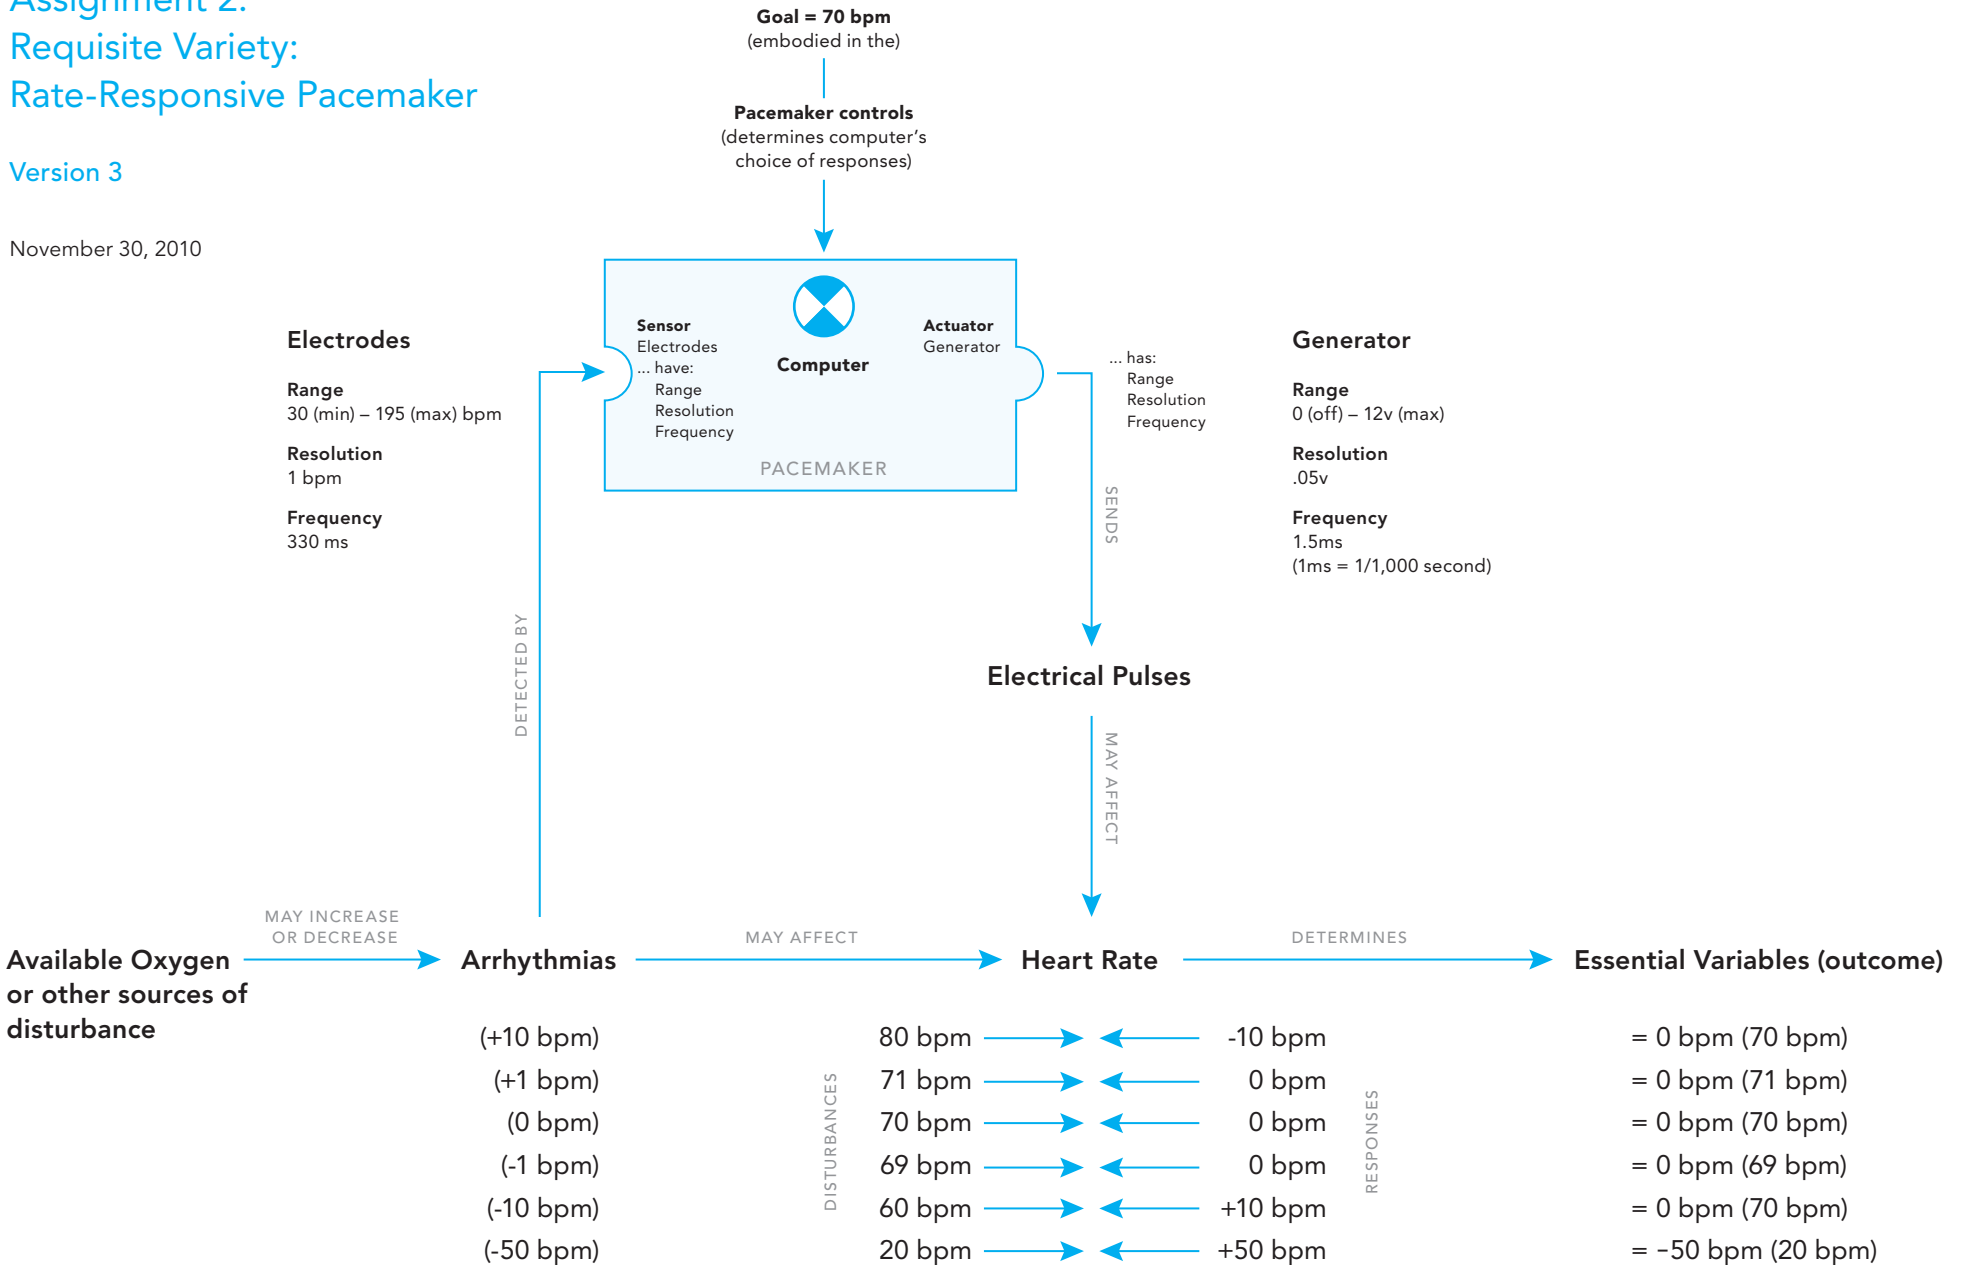 Assignment 2:
Requisite Variety:
Rate-Responsive Pacemaker
Version 3
November 30, 2010
Goal = 70 bpm
(embodied in the)
Pacemaker controls
(determines computer's
choice of responses)
Electrodes
Range
30 (min) – 195 (max) bpm
Resolution
1 bpm
Frequency
330 ms
Sensor
Electrodes
... have:
Range
Resolution
Frequency
Computer
Actuator
Generator
PACEMAKER
... has:
Range
Resolution
Frequency
Generator
Range
0 (off) – 12v (max)
Resolution
.05v
Frequency
1.5ms
(1ms = 1/1,000 second)
SENDS
DETECTED BY
Electrical Pulses
MAY AFFECT
Available Oxygen
or other sources of
disturbance
MAY INCREASE
OR DECREASE
Arrhythmias
MAY AFFECT
Heart Rate
DETERMINES
Essential Variables (outcome)
DISTURBANCES
RESPONSES
(+10 bpm) 80 bpm -10 bpm = 0 bpm (70 bpm)
(+1 bpm) 71 bpm 0 bpm = 0 bpm (71 bpm)
(0 bpm) 70 bpm 0 bpm = 0 bpm (70 bpm)
(-1 bpm) 69 bpm 0 bpm = 0 bpm (69 bpm)
(-10 bpm) 60 bpm +10 bpm = 0 bpm (70 bpm)
(-50 bpm) 20 bpm +50 bpm = –50 bpm (20 bpm)